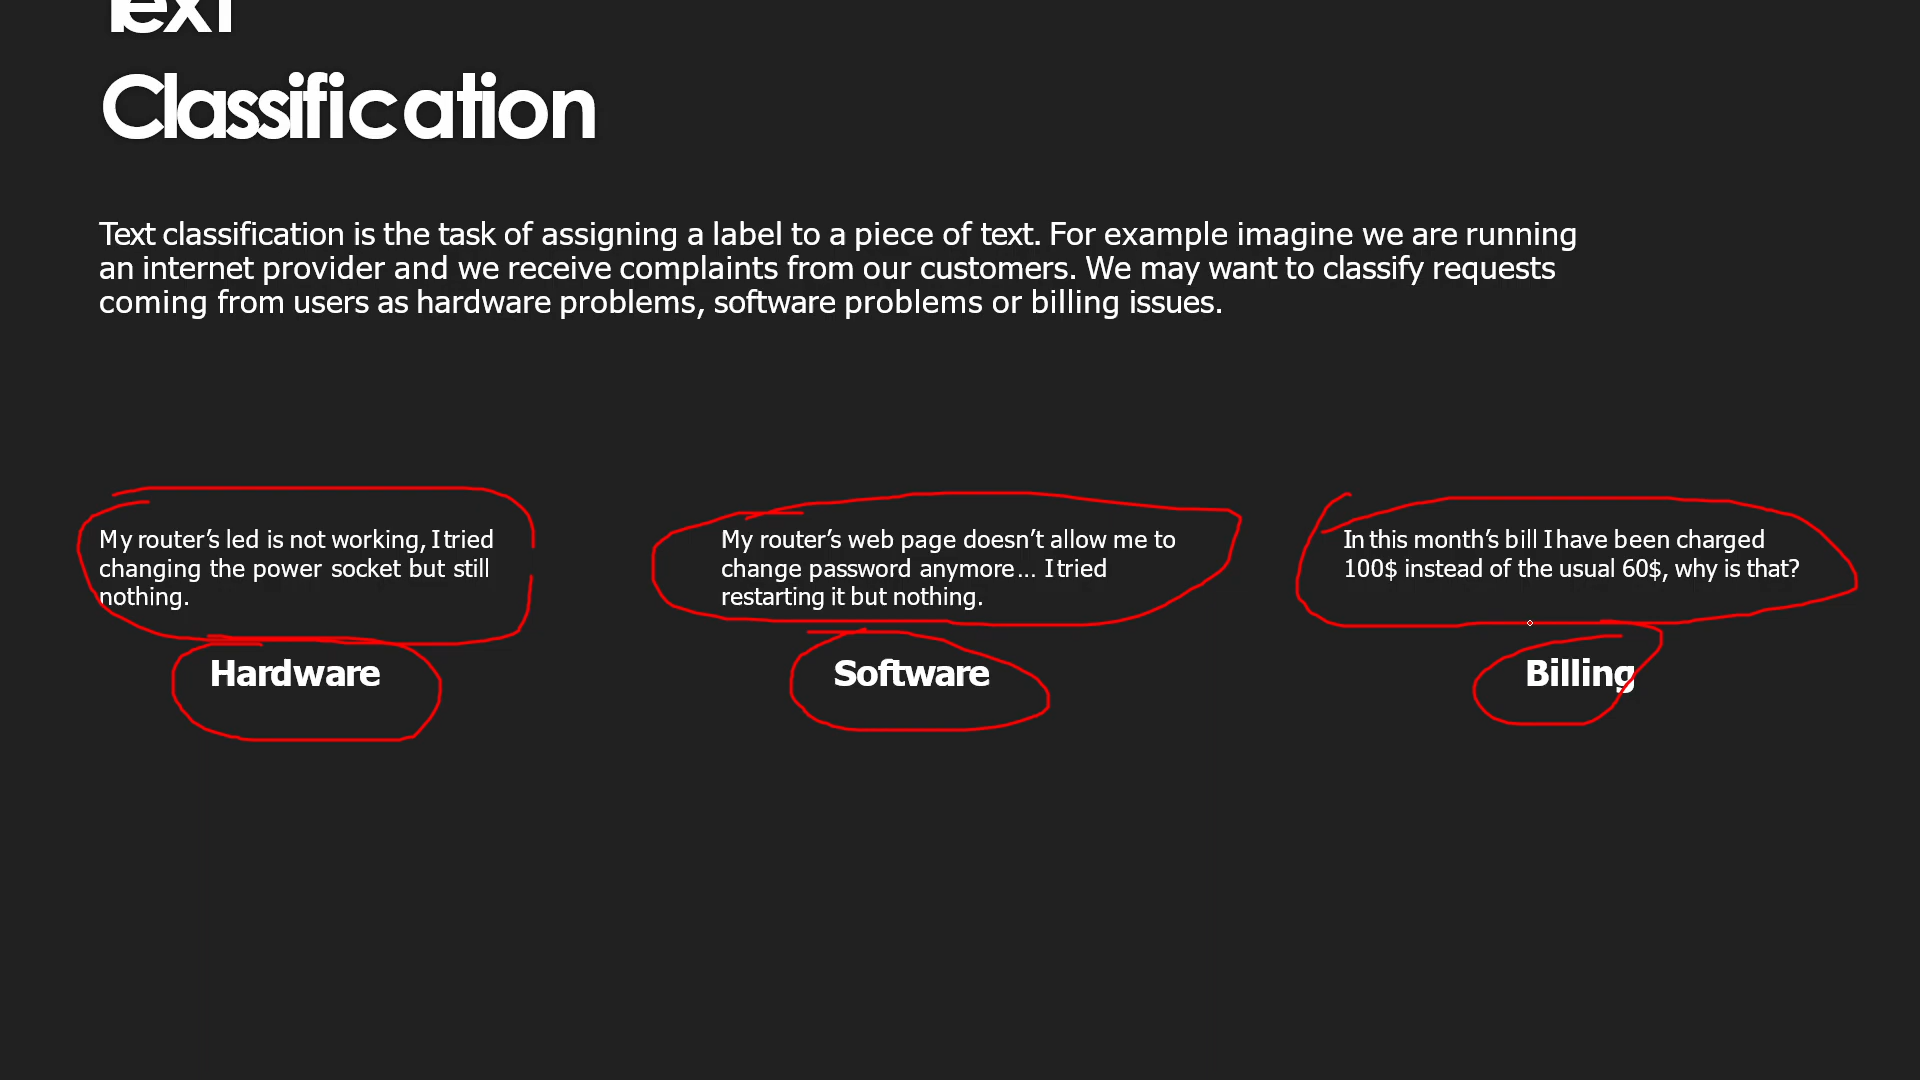 Text
Classification
Text classification is the task of assigning a label to a piece of text. For example imagine we are running
an internet provider and we receive complaints from our customers. We may want to classify requests
coming from users as hardware problems, software problems or billing issues.
My router’s led is not working, I tried
changing the power socket but still
nothing.
Hardware
My router’s web page doesn’t allow me to
change password anymore… I tried
restarting it but nothing.
Software
In this month’s bill I have been charged
100$ instead of the usual 60$, why is that?
Billing